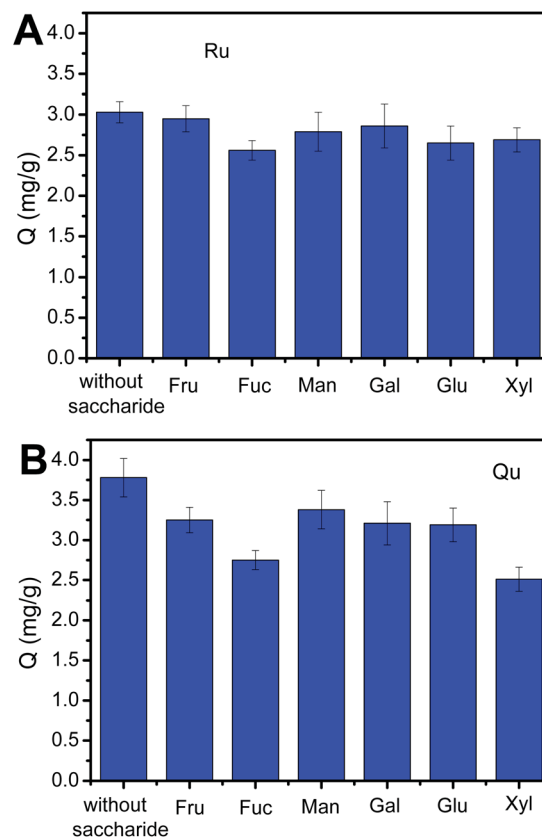 A
Ru
Q (mg/g)
4.0
3.5
3.0
2.5
2.0
1.5
1.0
0.5
0.0
without saccharide
Fru
Fuc
Man
Gal
Glu
Xyl
B
Qu
Q (mg/g)
4.0
3.5
3.0
2.5
2.0
1.5
1.0
0.5
0.0
without saccharide
Fru
Fuc
Man
Gal
Glu
Xyl